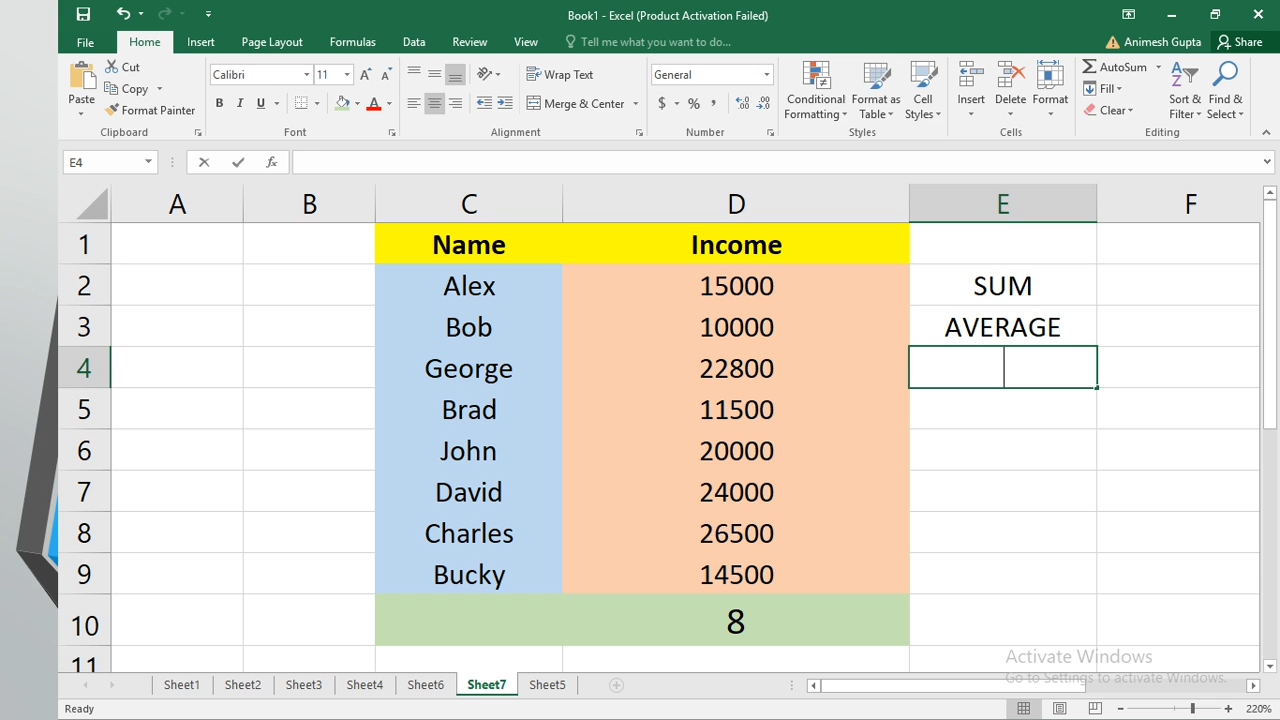 Book1 - Excel (Product Activation Failed)
File Home Insert Page Layout Formulas Data Review View Tell me what you want to do... Animesh Gupta Share
Paste
Cut
Copy
Format Painter
Clipboard
Calibri 11
B I U
Font
Wrap Text
Merge & Center
Alignment
General
$ % ,
Number
Conditional Formatting
Format as Table
Cell Styles
Styles
Insert Delete Format
Cells
AutoSum
Fill
Clear
Sort & Filter
Find & Select
Editing
E4 fx
A B C D E F
1 Name Income
2 Alex 15000 SUM
3 Bob 10000 AVERAGE
4 George 22800
5 Brad 11500
6 John 20000
7 David 24000
8 Charles 26500
9 Bucky 14500
10 8
11
Activate Windows
Go to Settings to activate Windows.
Sheet1 Sheet2 Sheet3 Sheet4 Sheet6 Sheet7 Sheet5
Ready 220%